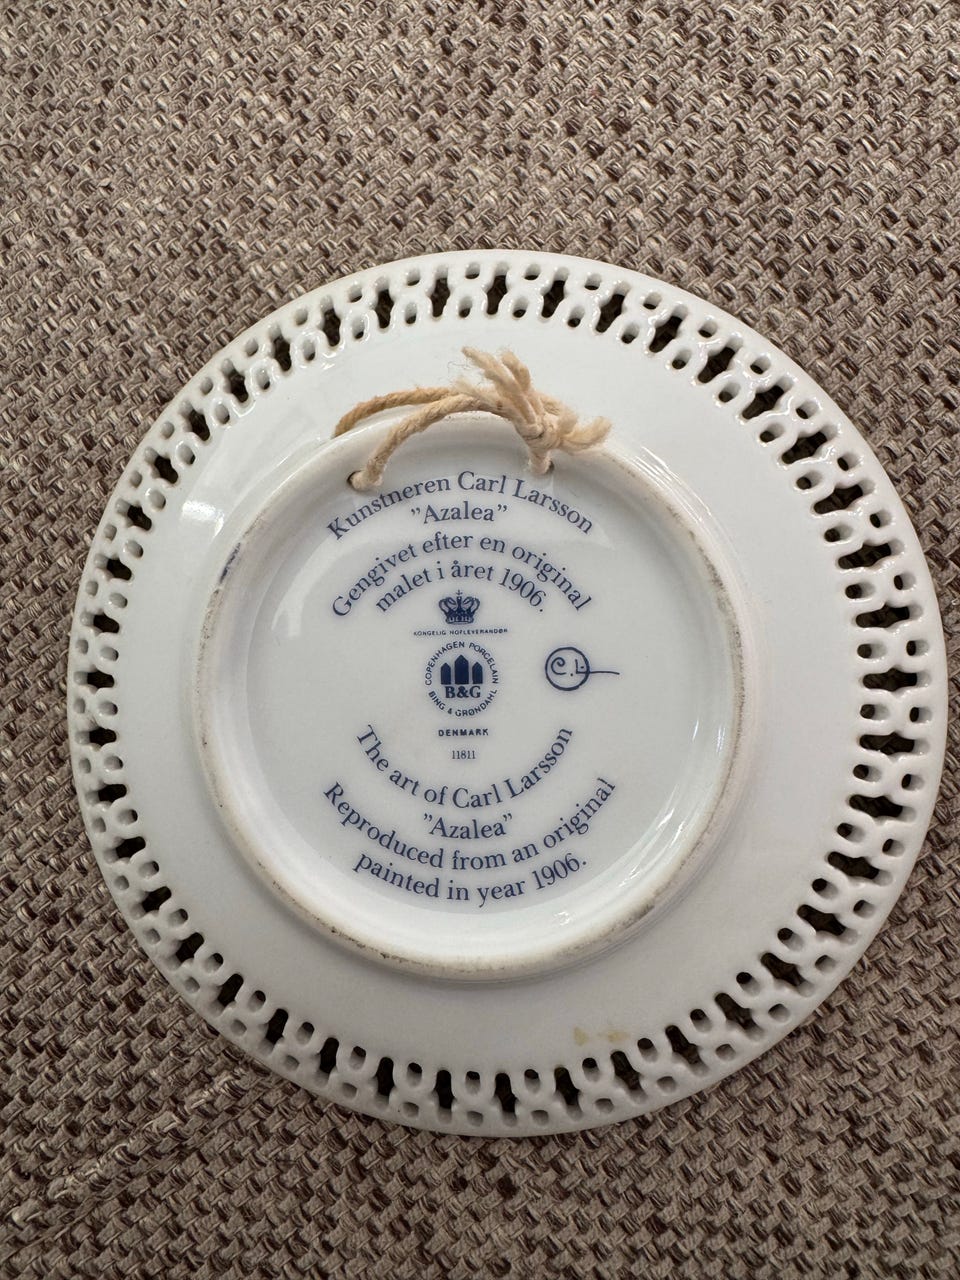 Kunstneren Carl Larsson
”Azalea”
Gengivet efter en original
malet i året 1906.
KONGELIG HOFLEVERANDØR
COPENHAGEN PORCELAIN
B&G
BING & GRØNDAHL
C.L.
DENMARK
11811
The art of Carl Larsson
”Azalea”
Reproduced from an original
painted in year 1906.